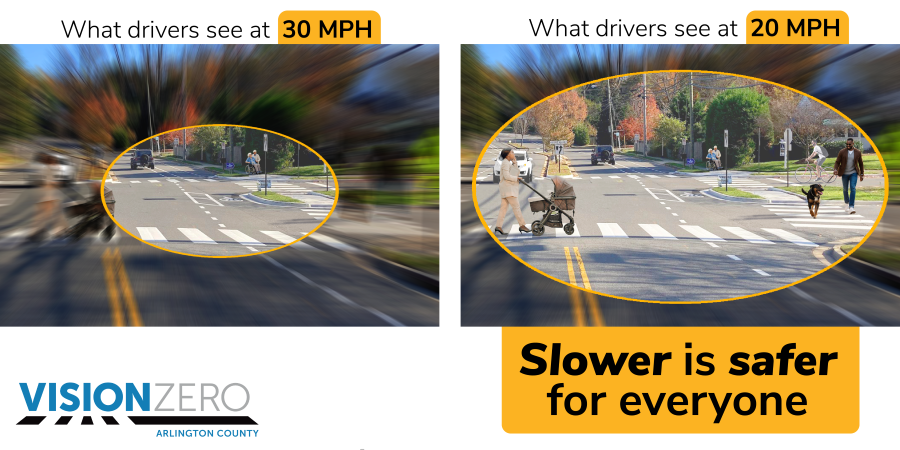 What drivers see at 30 MPH
What drivers see at 20 MPH
Slower is safer
for everyone
VISIONZERO
ARLINGTON COUNTY